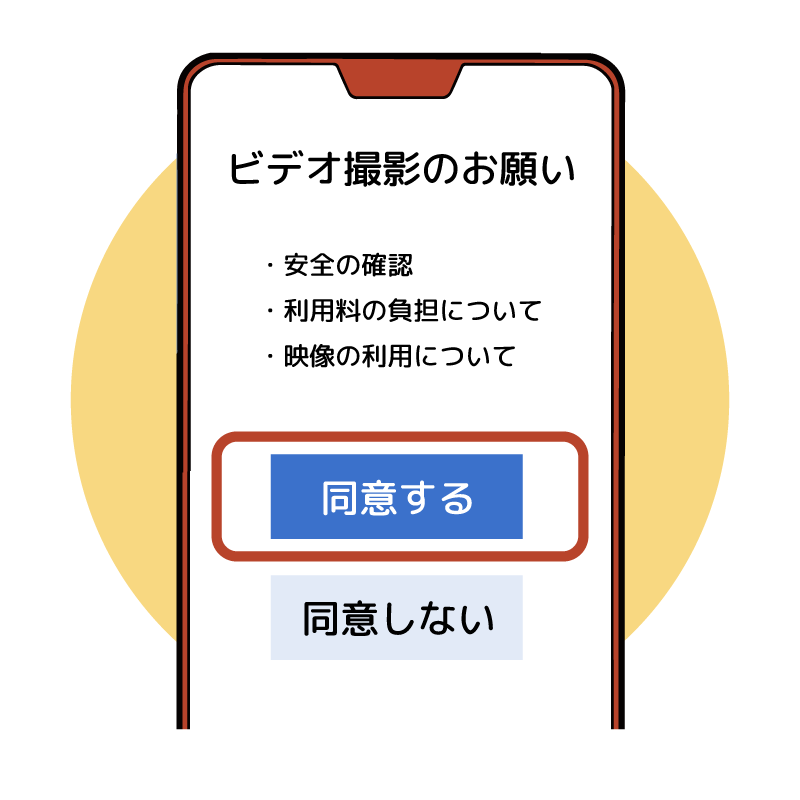 ビデオ撮影のお願い
・安全の確認
・利用料の負担について
・映像の利用について
同意する
同意しない